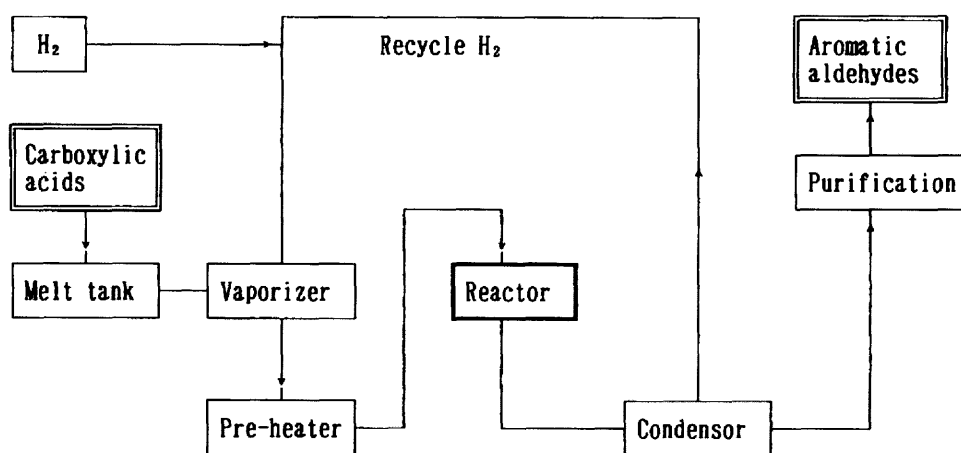 H₂
Recycle H₂
Aromatic
aldehydes
Carboxylic
acids
Purification
Melt tank
Vaporizer
Reactor
Pre-heater
Condensor